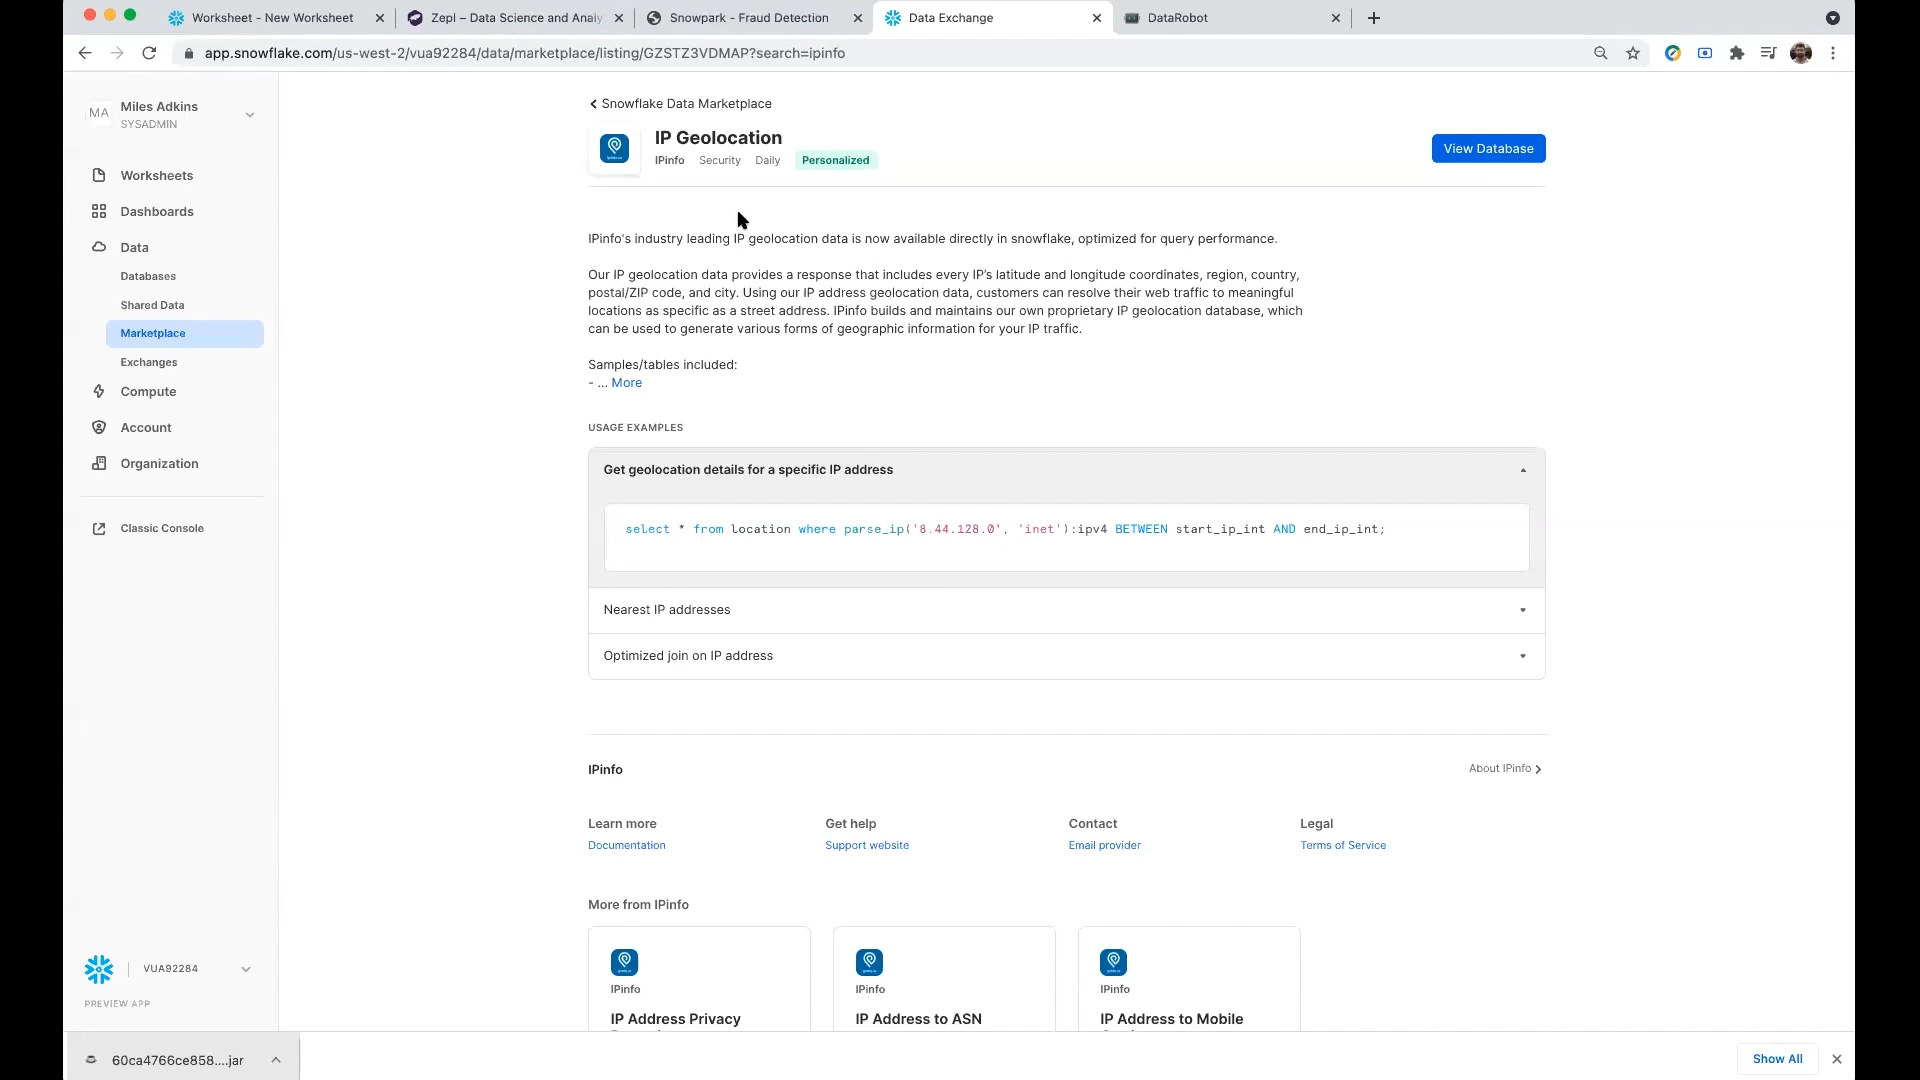 Worksheet - New Worksheet
Zepl – Data Science and Analy
Snowpark - Fraud Detection
Data Exchange
DataRobot
app.snowflake.com/us-west-2/vua92284/data/marketplace/listing/GZSTZ3VDMAP?search=ipinfo
MA
Miles Adkins
SYSADMIN
Worksheets
Dashboards
Data
Databases
Shared Data
Marketplace
Exchanges
Compute
Account
Organization
Classic Console
VUA92284
PREVIEW APP
Snowflake Data Marketplace
IP Geolocation
IPinfo Security Daily Personalized
View Database
IPinfo's industry leading IP geolocation data is now available directly in snowflake, optimized for query performance.
Our IP geolocation data provides a response that includes every IP's latitude and longitude coordinates, region, country,
postal/ZIP code, and city. Using our IP address geolocation data, customers can resolve their web traffic to meaningful
locations as specific as a street address. IPinfo builds and maintains our own proprietary IP geolocation database, which
can be used to generate various forms of geographic information for your IP traffic.
Samples/tables included:
- ... More
USAGE EXAMPLES
Get geolocation details for a specific IP address
select * from location where parse_ip('8.44.128.0', 'inet'):ipv4 BETWEEN start_ip_int AND end_ip_int;
Nearest IP addresses
Optimized join on IP address
IPinfo
About IPinfo
Learn more
Get help
Contact
Legal
Documentation
Support website
Email provider
Terms of Service
More from IPinfo
IPinfo
IPinfo
IPinfo
IP Address Privacy
IP Address to ASN
IP Address to Mobile
60ca4766ce858....jar
Show All